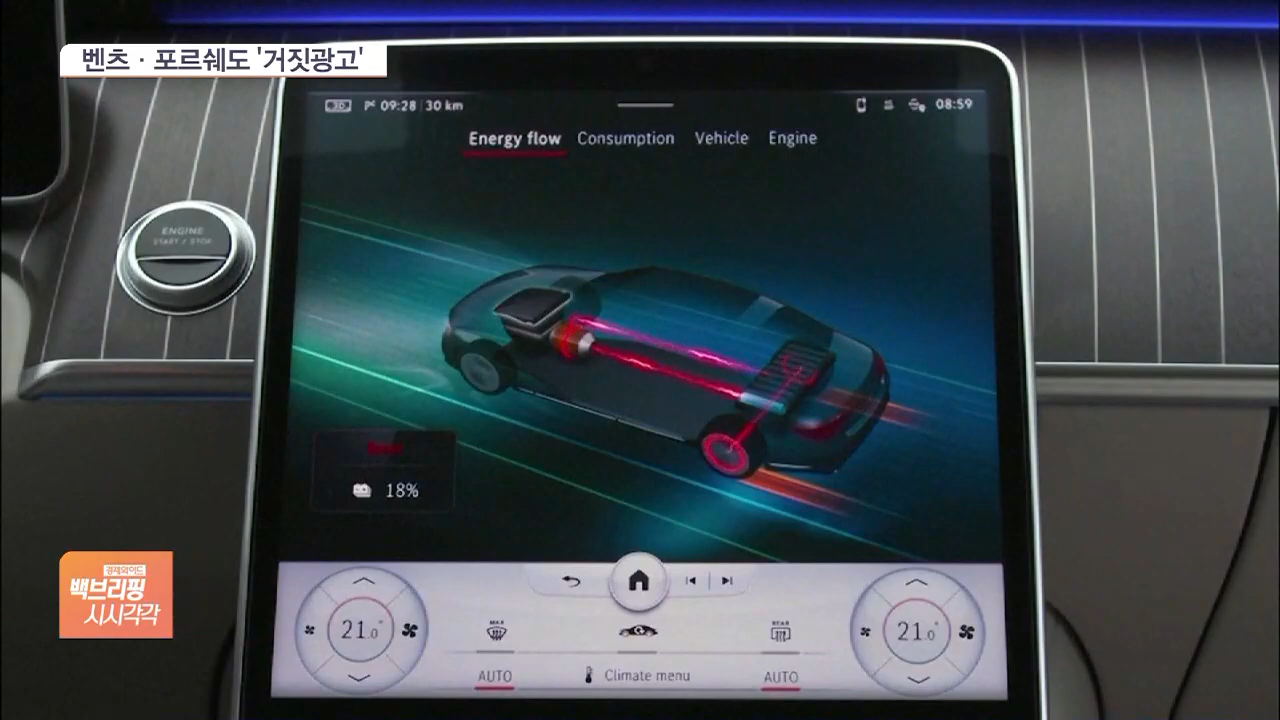 벤츠 · 포르쉐도 '거짓광고'
3D 09:28 30 km 08:59
Energy flow Consumption Vehicle Engine
ENGINE
START / STOP
18%
경제와이드
백브리핑
시시각각
21.0° 21.0°
MAX REAR
AUTO Climate menu AUTO